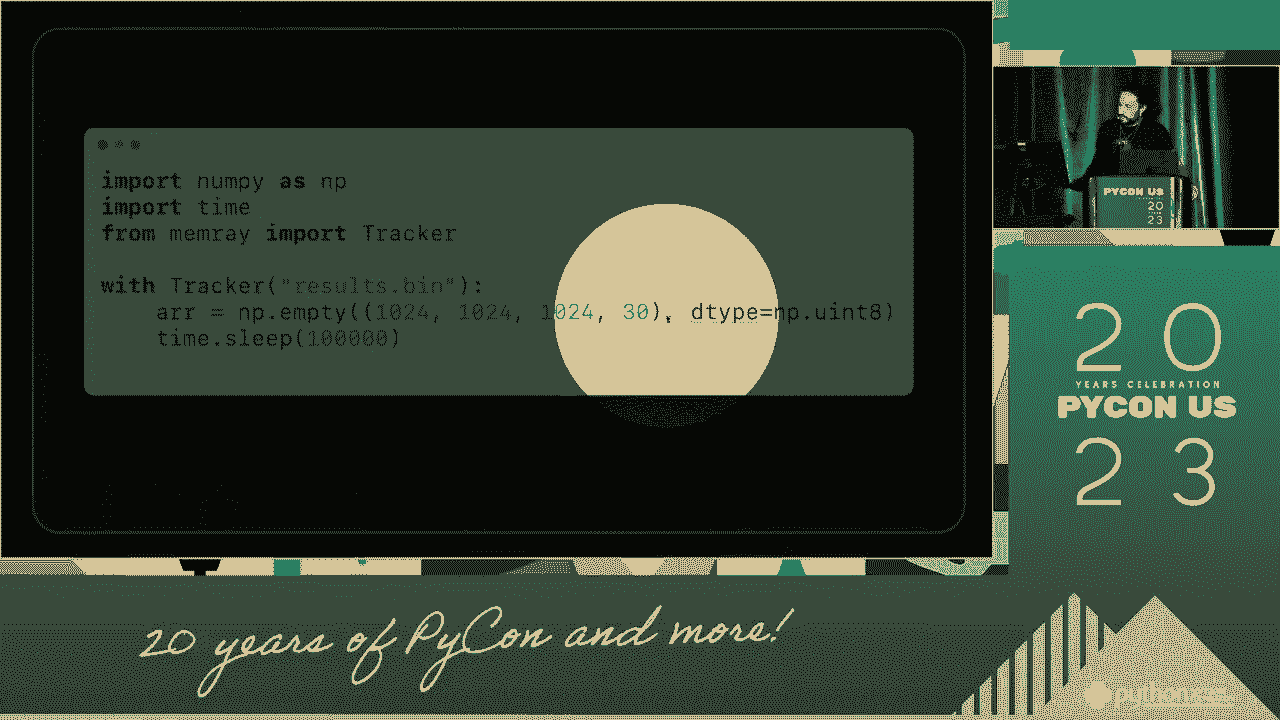 import numpy as np
import time
from memray import Tracker
with Tracker("results.bin"):
arr = np.empty((1024, 1024, 1024, 30), dtype=np.uint8)
time.sleep(100000)
PYCON US
20
23
20
YEARS CELEBRATION
PYCON US
23
20 years of PyCon and more!